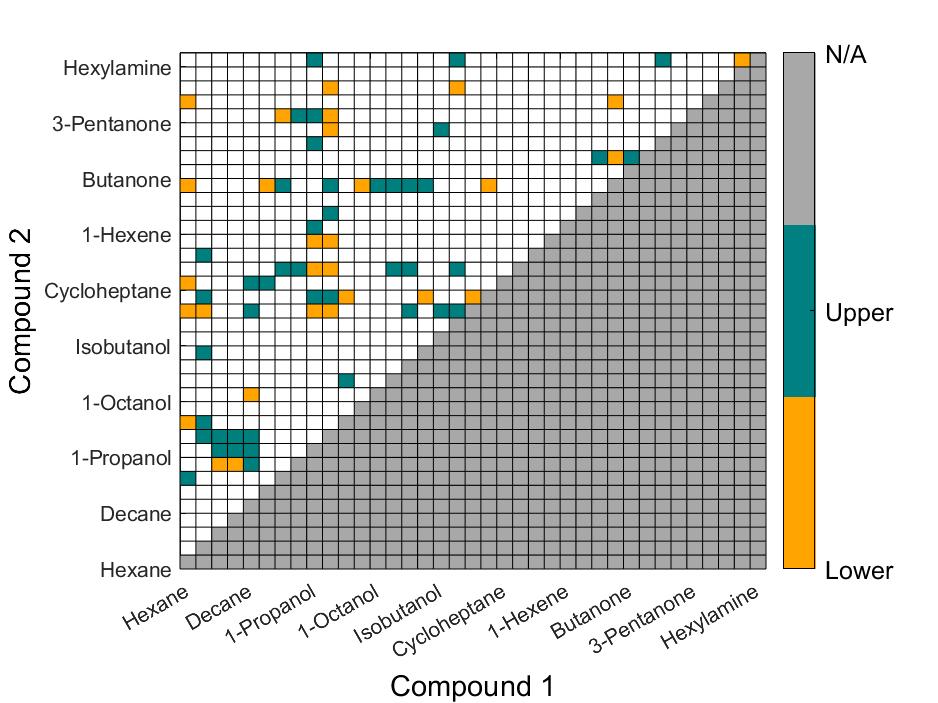 N/A
Hexylamine
3-Pentanone
Butanone
1-Hexene
Cycloheptane
Isobutanol
1-Octanol
1-Propanol
Decane
Hexane
Compound 2
Upper
Lower
Hexane
Decane
1-Propanol
1-Octanol
Isobutanol
Cycloheptane
1-Hexene
Butanone
3-Pentanone
Hexylamine
Compound 1